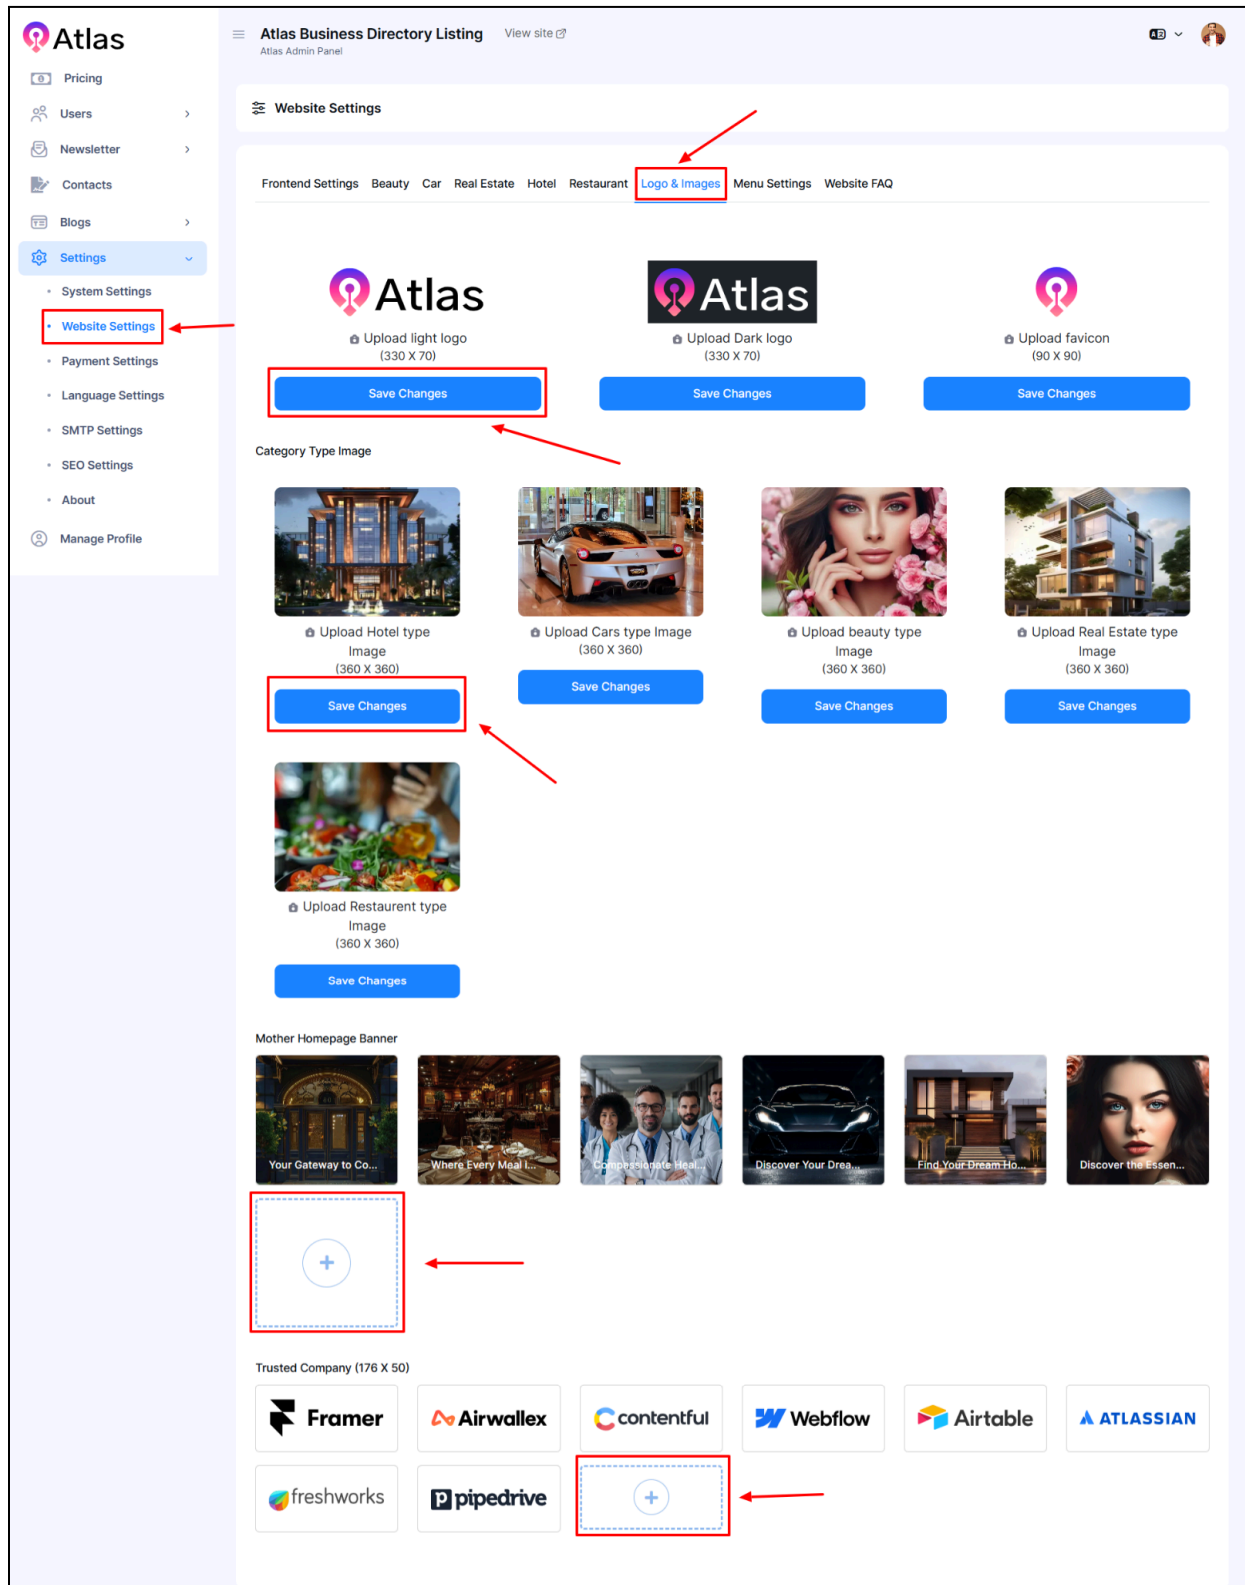 Atlas
Atlas Business Directory Listing View site
Atlas Admin Panel
Pricing
Users
Newsletter
Contacts
Blogs
Settings
System Settings
Website Settings
Payment Settings
Language Settings
SMTP Settings
SEO Settings
About
Manage Profile
Website Settings
Frontend Settings Beauty Car Real Estate Hotel Restaurant Logo & Images Menu Settings Website FAQ
Atlas
Upload light logo
(330 X 70)
Save Changes
Atlas
Upload Dark logo
(330 X 70)
Save Changes
Upload favicon
(90 X 90)
Save Changes
Category Type Image
Upload Hotel type
Image
(360 X 360)
Save Changes
Upload Cars type Image
(360 X 360)
Save Changes
Upload beauty type
Image
(360 X 360)
Save Changes
Upload Real Estate type
Image
(360 X 360)
Save Changes
Upload Restaurent type
Image
(360 X 360)
Save Changes
Mother Homepage Banner
Your Gateway to Co...
Where Every Meal i...
Compessionate Heal...
Discover Your Drea...
Find Your Dream Ho...
Discover the Essen...
Trusted Company (176 X 50)
Framer
Airwallex
contentful
Webflow
Airtable
ATLASSIAN
freshworks
pipedrive